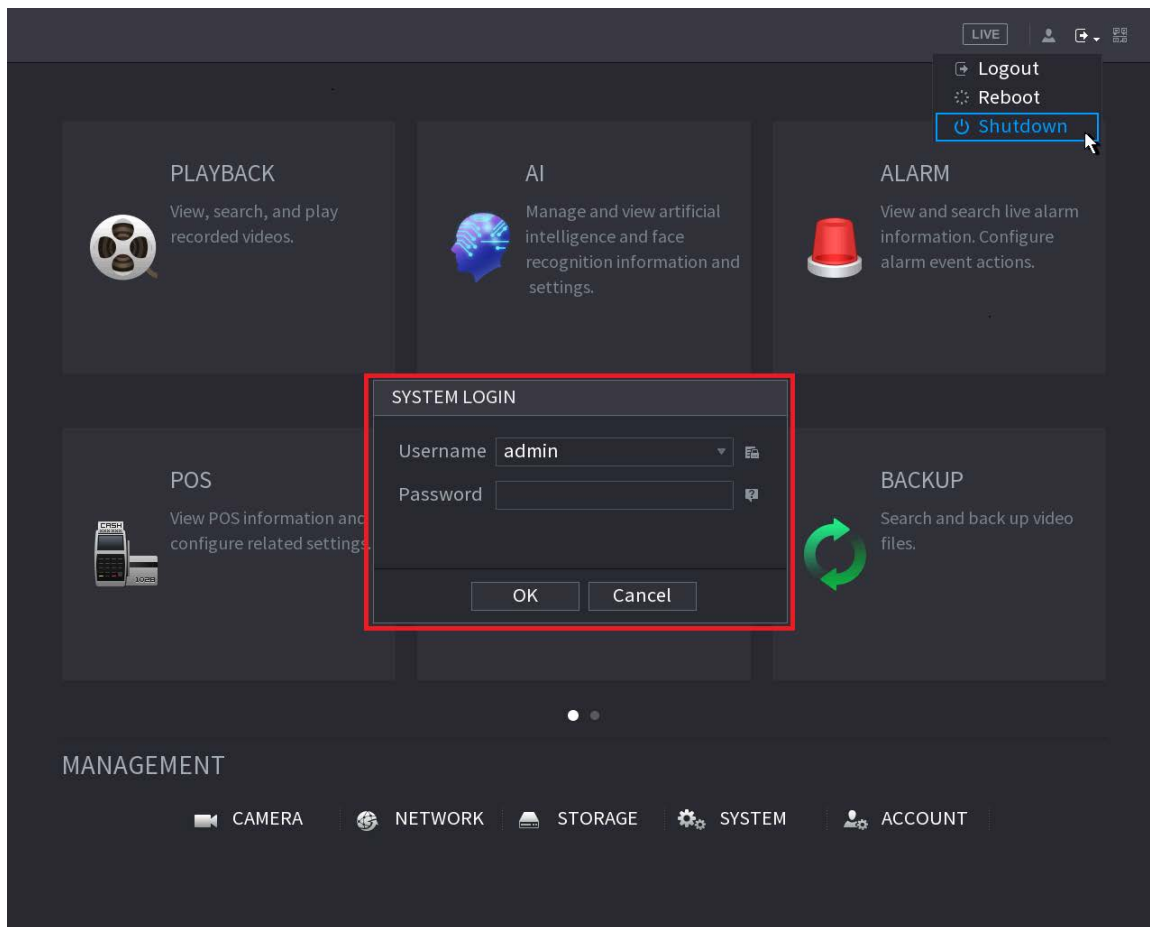 LIVE
Logout
Reboot
Shutdown
PLAYBACK
View, search, and play
recorded videos.
AI
Manage and view artificial
intelligence and face
recognition information and
settings.
ALARM
View and search live alarm
information. Configure
alarm event actions.
SYSTEM LOGIN
Username admin
Password
OK Cancel
POS
View POS information and
configure related settings.
CASH
1028
BACKUP
Search and back up video
files.
MANAGEMENT
CAMERA NETWORK STORAGE SYSTEM ACCOUNT